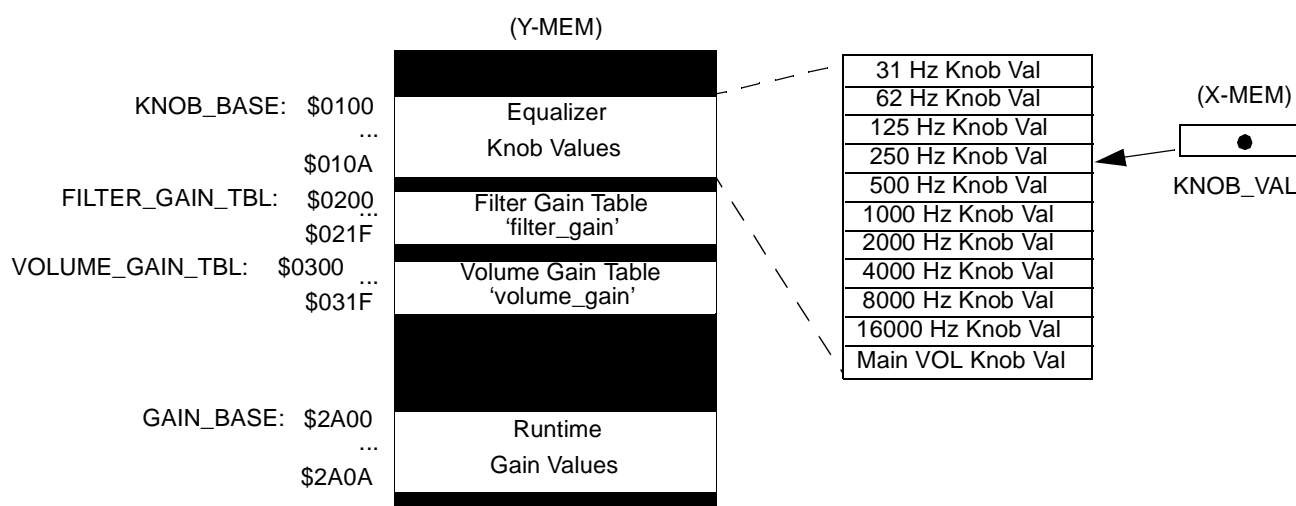 (Y-MEM)
KNOB_BASE: $0100
...
$010A
Equalizer
Knob Values
FILTER_GAIN_TBL: $0200
...
$021F
Filter Gain Table
‘filter_gain’
VOLUME_GAIN_TBL: $0300
...
$031F
Volume Gain Table
‘volume_gain’
GAIN_BASE: $2A00
...
$2A0A
Runtime
Gain Values
31 Hz Knob Val
62 Hz Knob Val
125 Hz Knob Val
250 Hz Knob Val
500 Hz Knob Val
1000 Hz Knob Val
2000 Hz Knob Val
4000 Hz Knob Val
8000 Hz Knob Val
16000 Hz Knob Val
Main VOL Knob Val
(X-MEM)
KNOB_VAL